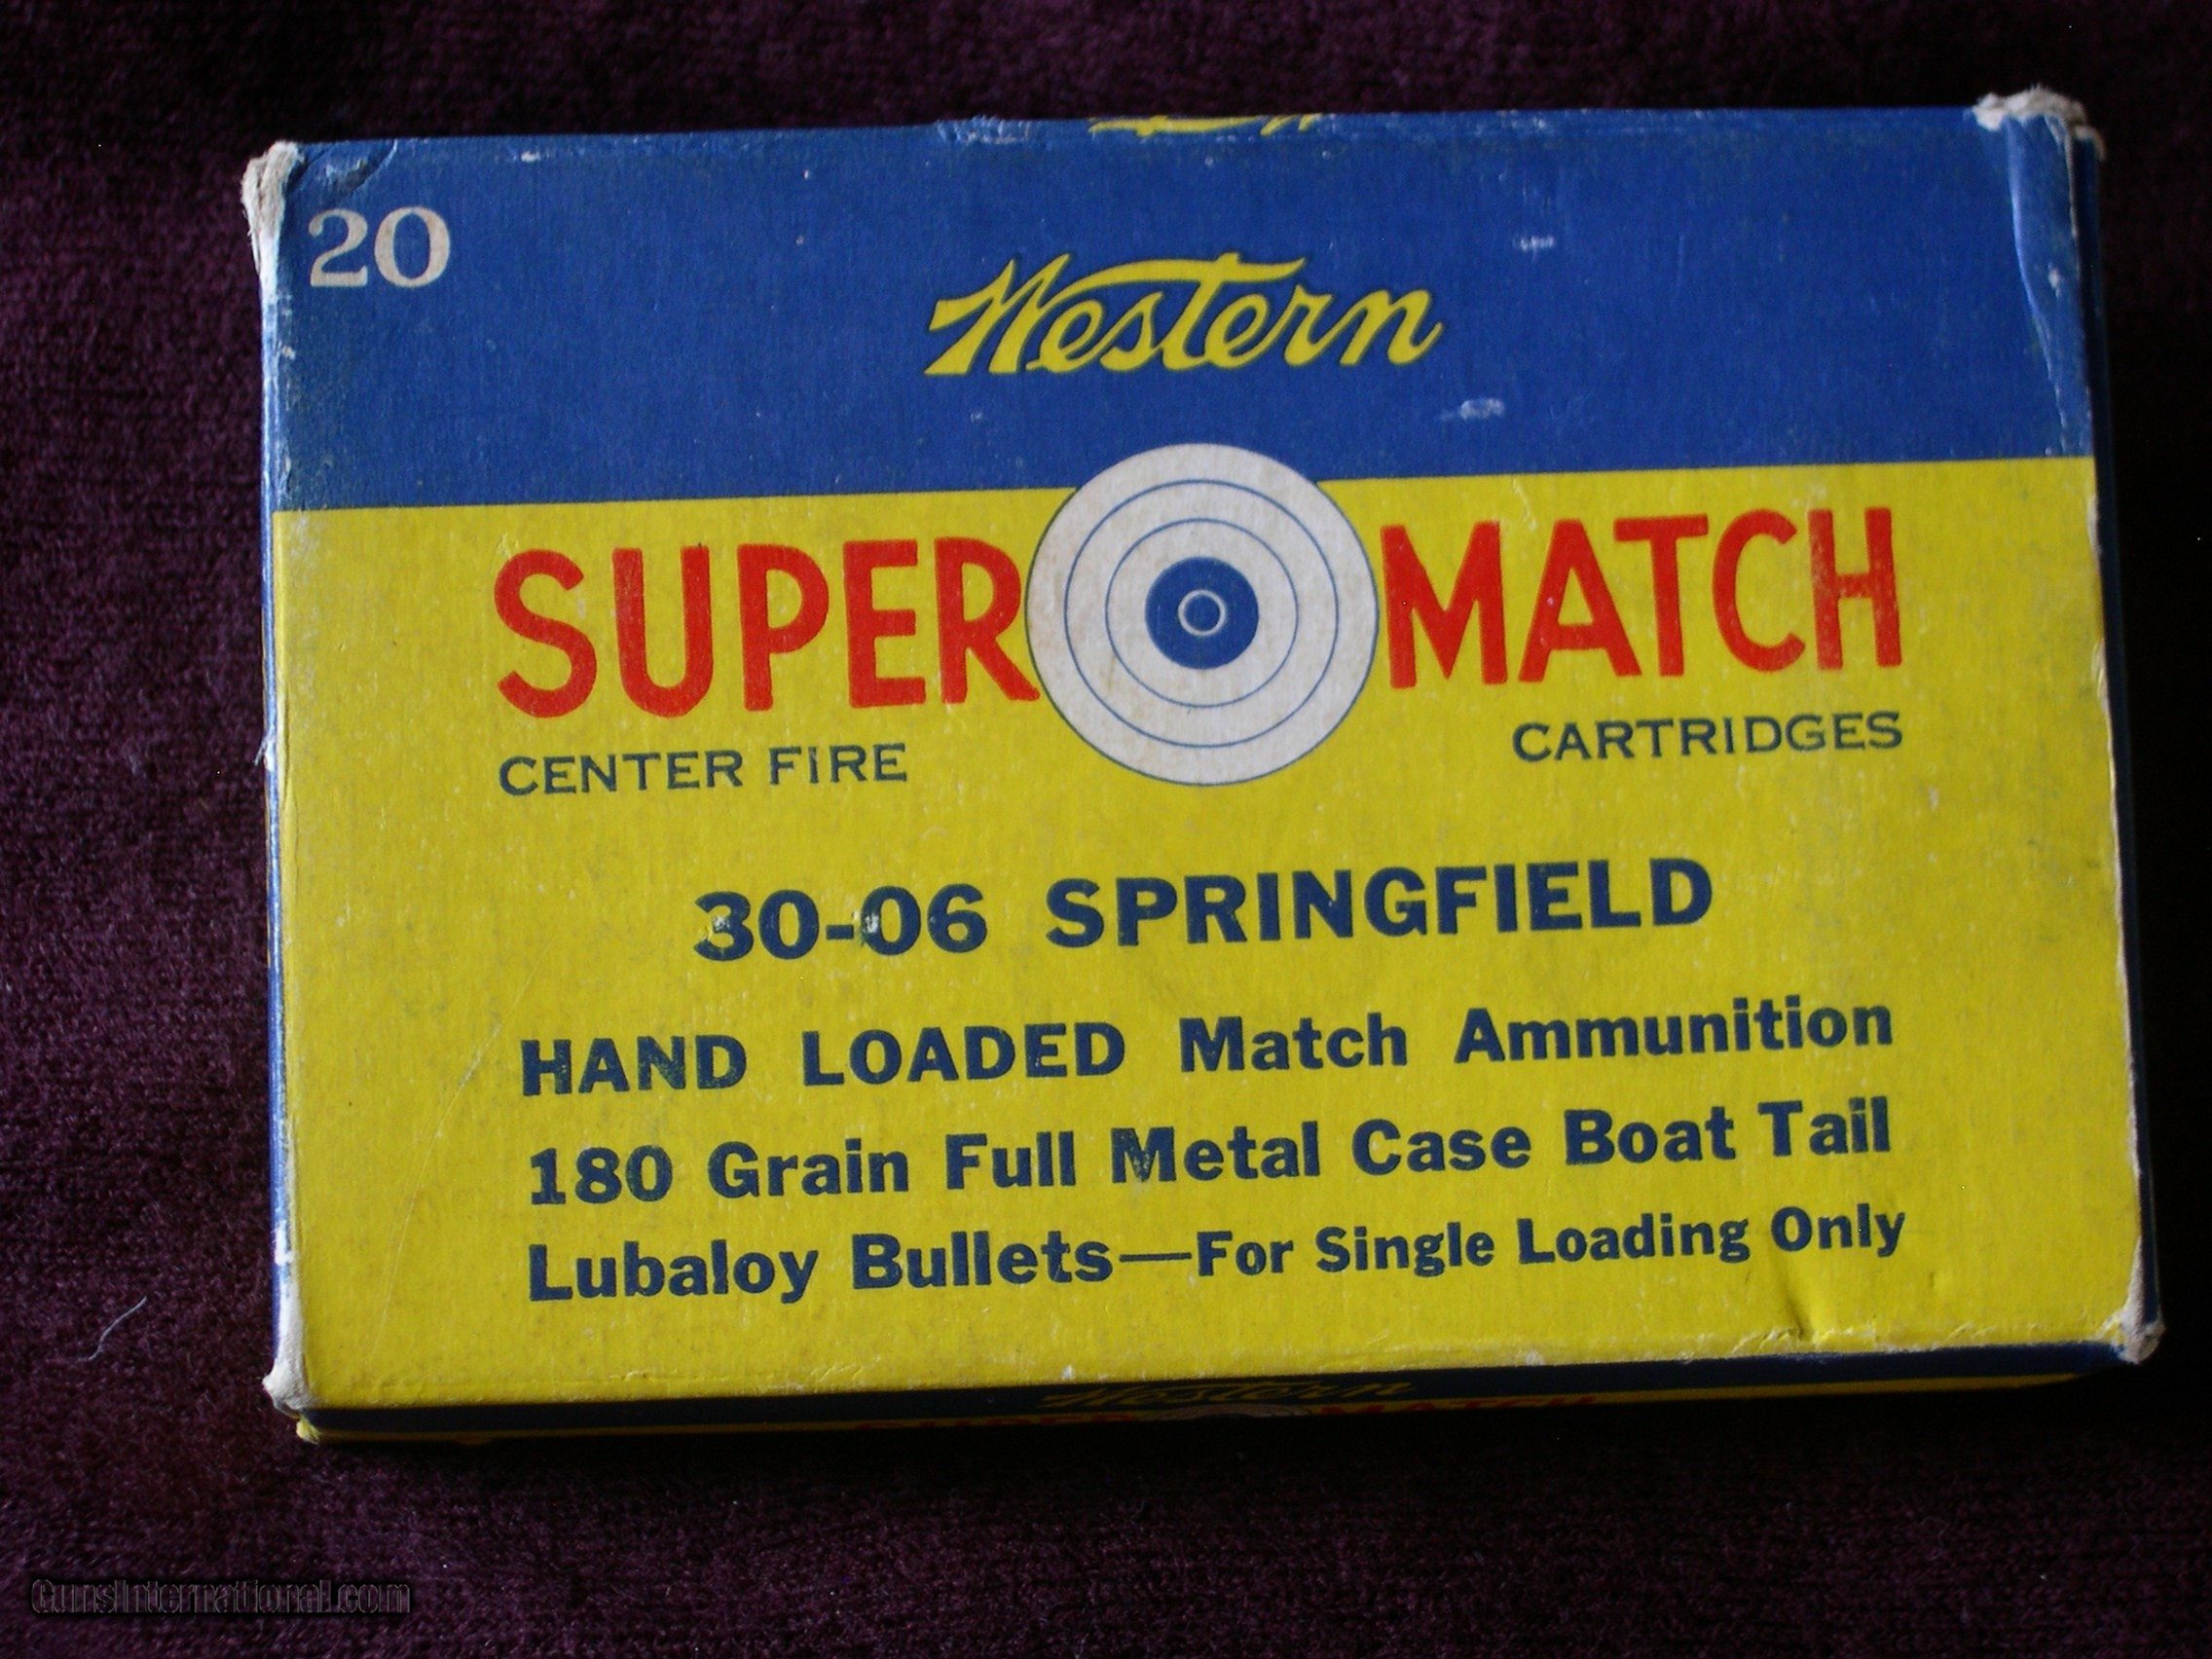 20
Western
SUPER MATCH
CENTER FIRE CARTRIDGES
30-06 SPRINGFIELD
HAND LOADED Match Ammunition
180 Grain Full Metal Case Boat Tail
Lubaloy Bullets—For Single Loading Only
Western
GunsInternational.com